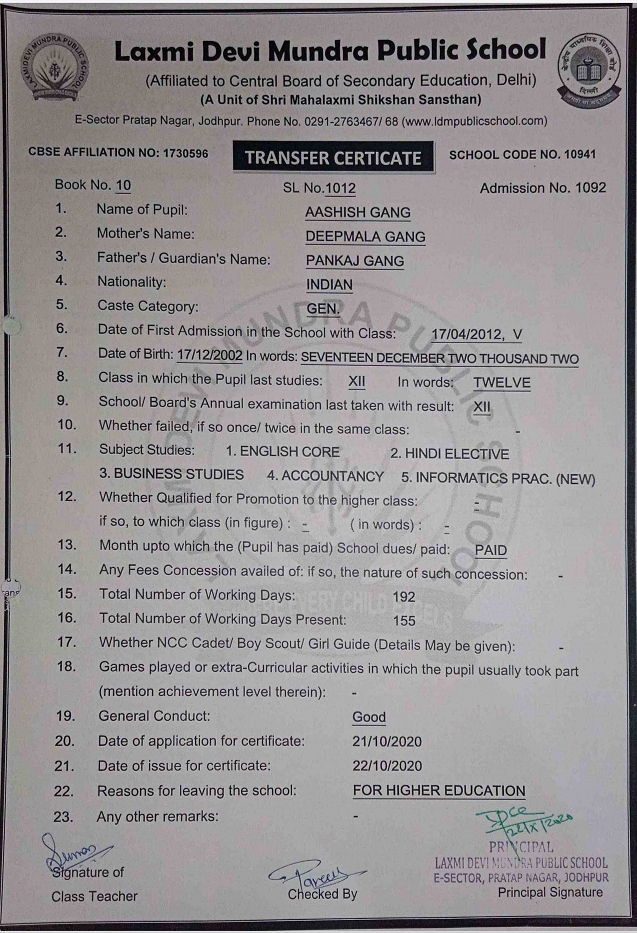 LAXMI DEVI MUNDRA PUBLIC SCHOOL
Laxmi Devi Mundra Public School
(Affiliated to Central Board of Secondary Education, Delhi)
(A Unit of Shri Mahalaxmi Shikshan Sansthan)
E-Sector Pratap Nagar, Jodhpur. Phone No. 0291-2763467/ 68 (www.ldmpublicschool.com)
CBSE AFFILIATION NO: 1730596 TRANSFER CERTICATE SCHOOL CODE NO. 10941
Book No. 10 SL No.1012 Admission No. 1092
1. Name of Pupil: AASHISH GANG
2. Mother's Name: DEEPMALA GANG
3. Father's / Guardian's Name: PANKAJ GANG
4. Nationality: INDIAN
5. Caste Category: GEN.
6. Date of First Admission in the School with Class: 17/04/2012, V
7. Date of Birth: 17/12/2002 In words: SEVENTEEN DECEMBER TWO THOUSAND TWO
8. Class in which the Pupil last studies: XII In words: TWELVE
9. School/ Board's Annual examination last taken with result: XII
10. Whether failed, if so once/ twice in the same class: -
11. Subject Studies: 1. ENGLISH CORE 2. HINDI ELECTIVE
3. BUSINESS STUDIES 4. ACCOUNTANCY 5. INFORMATICS PRAC. (NEW)
12. Whether Qualified for Promotion to the higher class: -
if so, to which class (in figure) : - ( in words) : -
13. Month upto which the (Pupil has paid) School dues/ paid: PAID
14. Any Fees Concession availed of: if so, the nature of such concession: -
15. Total Number of Working Days: 192
16. Total Number of Working Days Present: 155
17. Whether NCC Cadet/ Boy Scout/ Girl Guide (Details May be given): -
18. Games played or extra-Curricular activities in which the pupil usually took part
(mention achievement level therein): -
19. General Conduct: Good
20. Date of application for certificate: 21/10/2020
21. Date of issue for certificate: 22/10/2020
22. Reasons for leaving the school: FOR HIGHER EDUCATION
23. Any other remarks: -
22/X/2020
PRINCIPAL
LAXMI DEVI MUNDRA PUBLIC SCHOOL
E-SECTOR, PRATAP NAGAR, JODHPUR
Signature of
Class Teacher
Checked By
Principal Signature